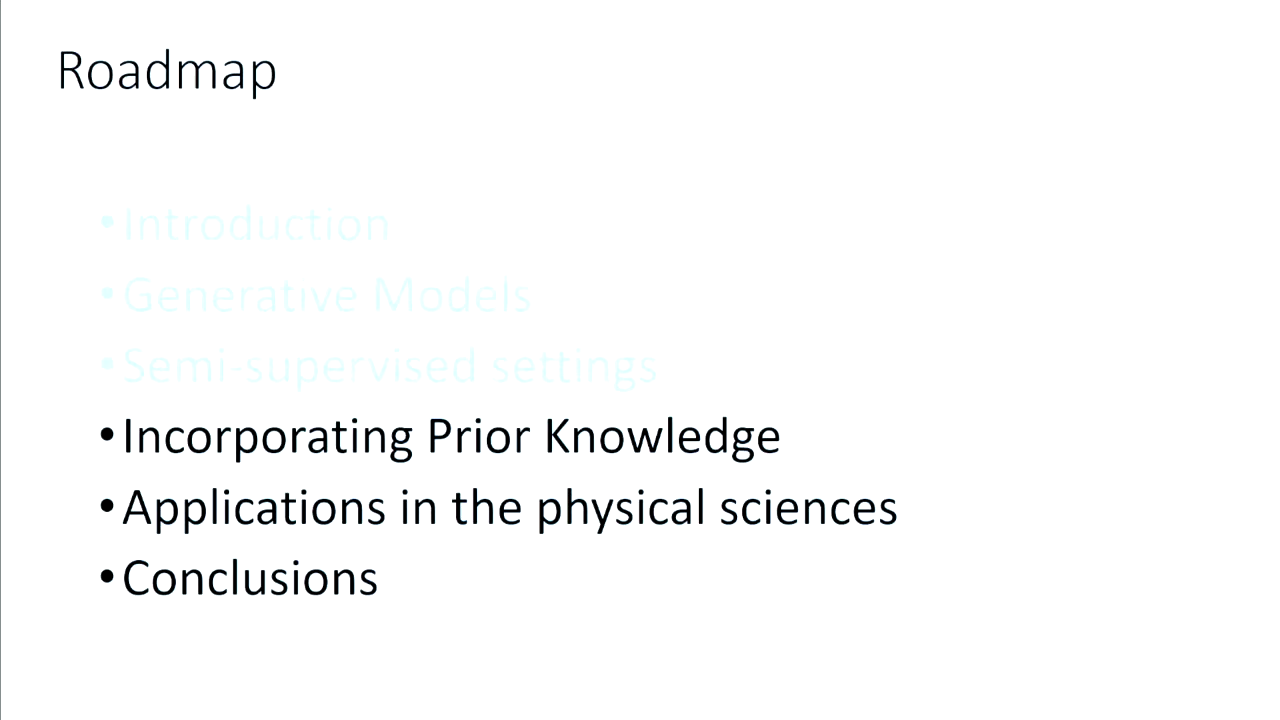 Roadmap
• Introduction
• Generative Models
• Semi-supervised settings
• Incorporating Prior Knowledge
• Applications in the physical sciences
• Conclusions